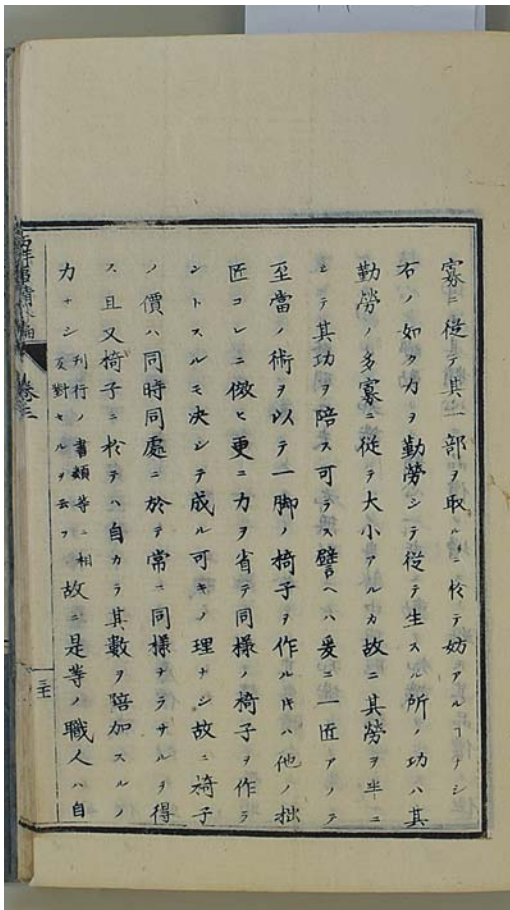 寡ニ從テ其一部ヲ取ルニ於テ妨アルヿナシ
右ノ如ク力ヲ勤勞シテ從テ生スル所ノ功ハ其
勤勞ノ多寡ニ從テ大小アルカ故ニ其勞ヲ半ニ
シテ其功ヲ陪ス可ラス譬ヘハ爰ニ一匠アリテ
至當ノ術ヲ以テ一脚ノ椅子ヲ作ル𪜈ハ他ノ拙
匠コレニ倣ヒ更ニ力ヲ省テ同様ノ椅子ヲ作ラ
ントスルモ决シテ成ル可キノ理ナシ故ニ椅子
ノ價ハ同時同處ニ於テ常ニ同様ナラサルヲ得
ス且又椅子ニ於テハ自カラ其數ヲ陪加スルノ
力ナシ 刋行ノ書類等ニ相
反對セルヲ云フ 故ニ是等ノ職人ハ自
卷三